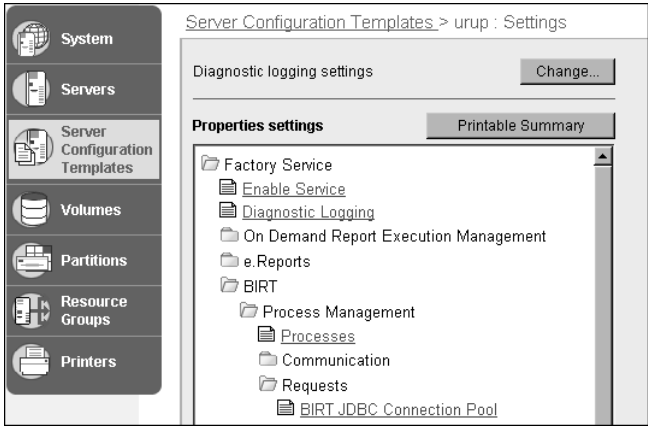 System
Servers
Server
Configuration
Templates
Volumes
Partitions
Resource
Groups
Printers
Server Configuration Templates > urup : Settings
Diagnostic logging settings
Change...
Properties settings
Printable Summary
Factory Service
Enable Service
Diagnostic Logging
On Demand Report Execution Management
e.Reports
BIRT
Process Management
Processes
Communication
Requests
BIRT JDBC Connection Pool